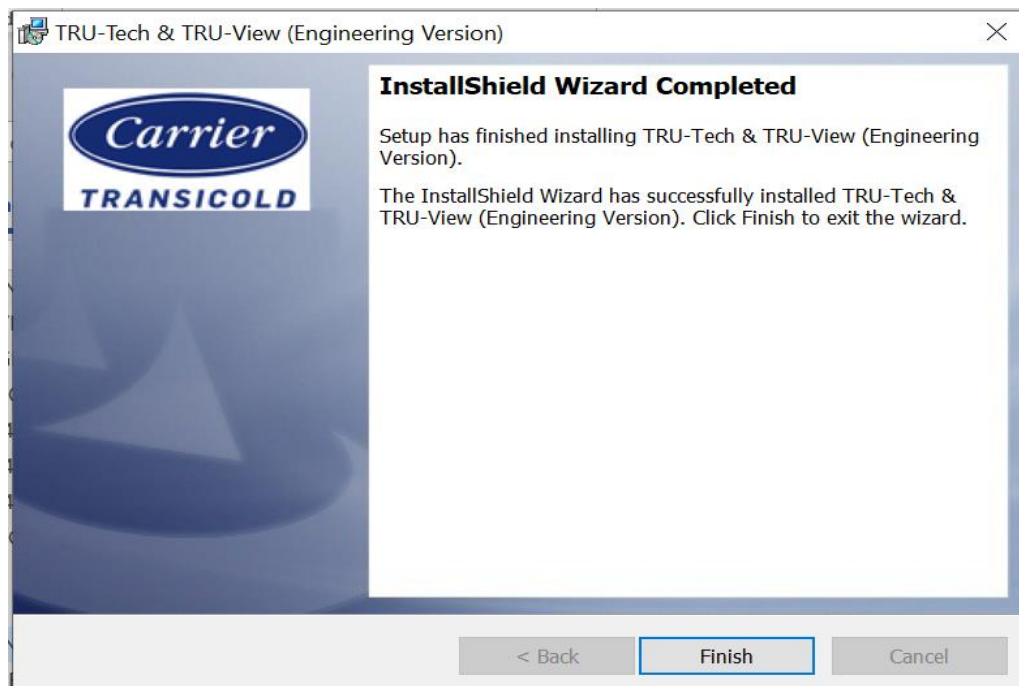 TRU-Tech & TRU-View (Engineering Version)
InstallShield Wizard Completed
Carrier
TRANSICOLD
Setup has finished installing TRU-Tech & TRU-View (Engineering
Version).
The InstallShield Wizard has successfully installed TRU-Tech &
TRU-View (Engineering Version). Click Finish to exit the wizard.
< Back
Finish
Cancel